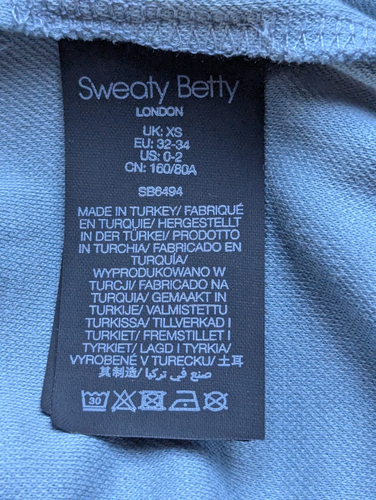 Sweaty Betty
LONDON
UK: XS
EU: 32-34
US: 0-2
CN: 160/80A
SB6494
MADE IN TURKEY/ FABRIQUÉ
EN TURQUIE/ HERGESTELLT
IN DER TÜRKEI/ PRODOTTO
IN TURCHIA/ FABRICADO EN
TURQUÍA/
WYPRODUKOWANO W
TURCJI/ FABRICADO NA
TURQUIA/ GEMAAKT IN
TURKIJE/ VALMISTETTU
TURKISSA/ TILLVERKAD I
TURKIET/ FREMSTILLET I
TYRKIET/ LAGD I TYRKIA/
VYROBENÉ V TURECKU/ 土耳
其制造/ صنع في تركيا
30